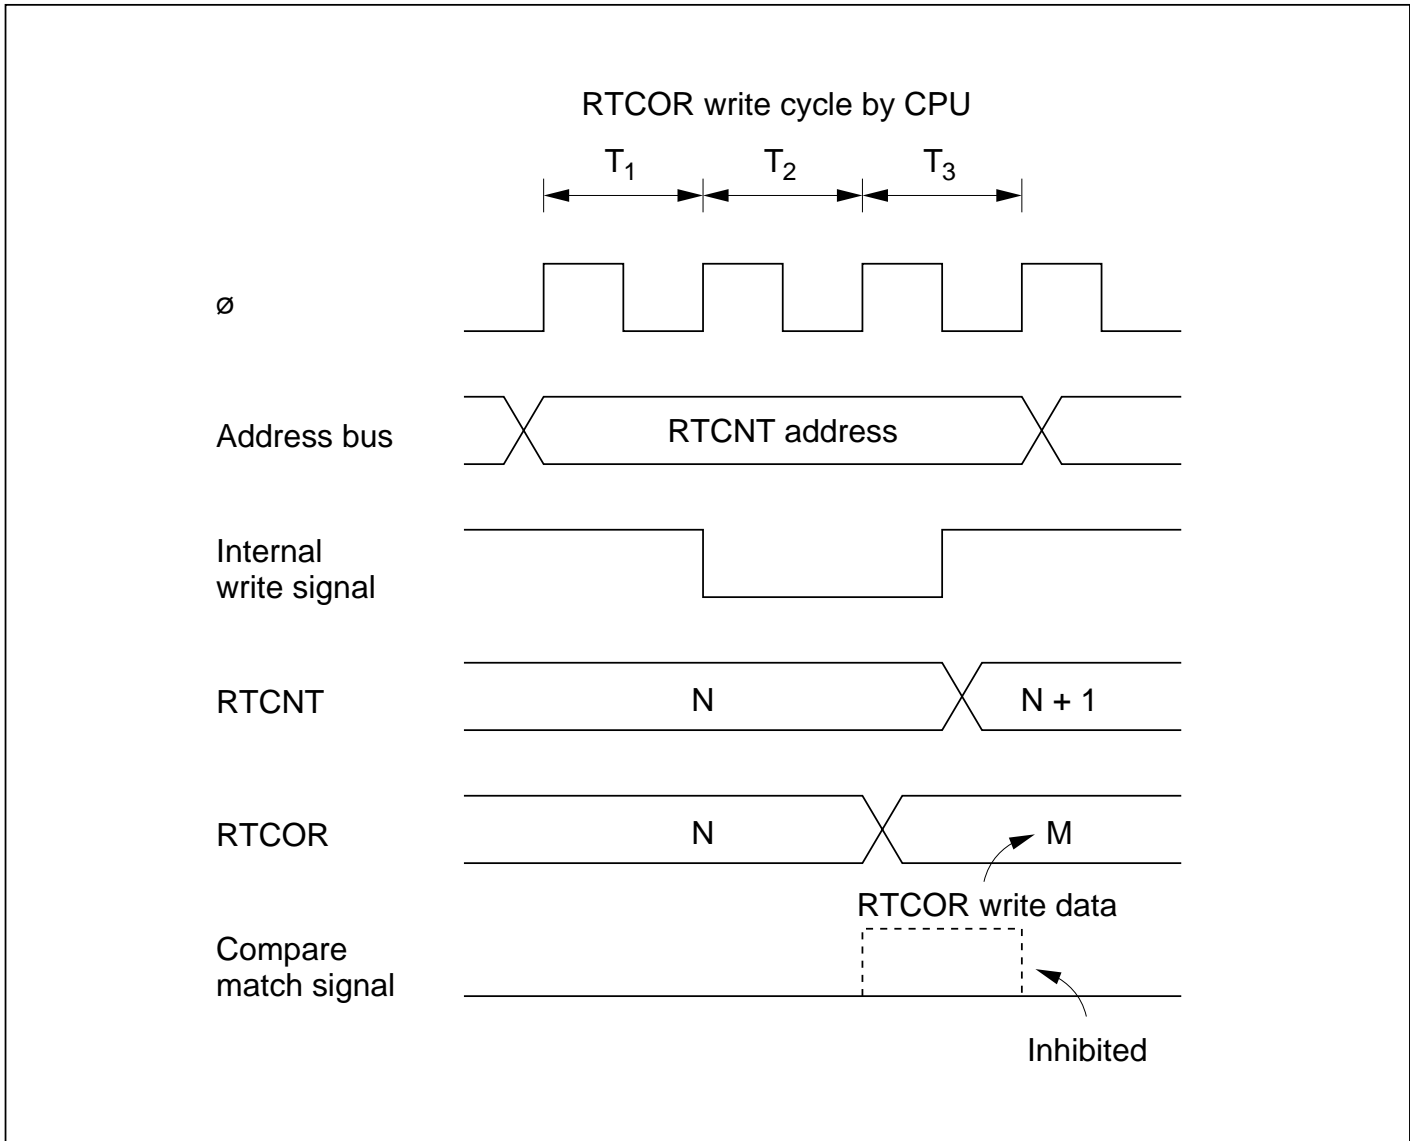 RTCOR write cycle by CPU
T1 T2 T3
ø
Address bus RTCNT address
Internal
write signal
RTCNT N N + 1
RTCOR N M
RTCOR write data
Compare
match signal
Inhibited